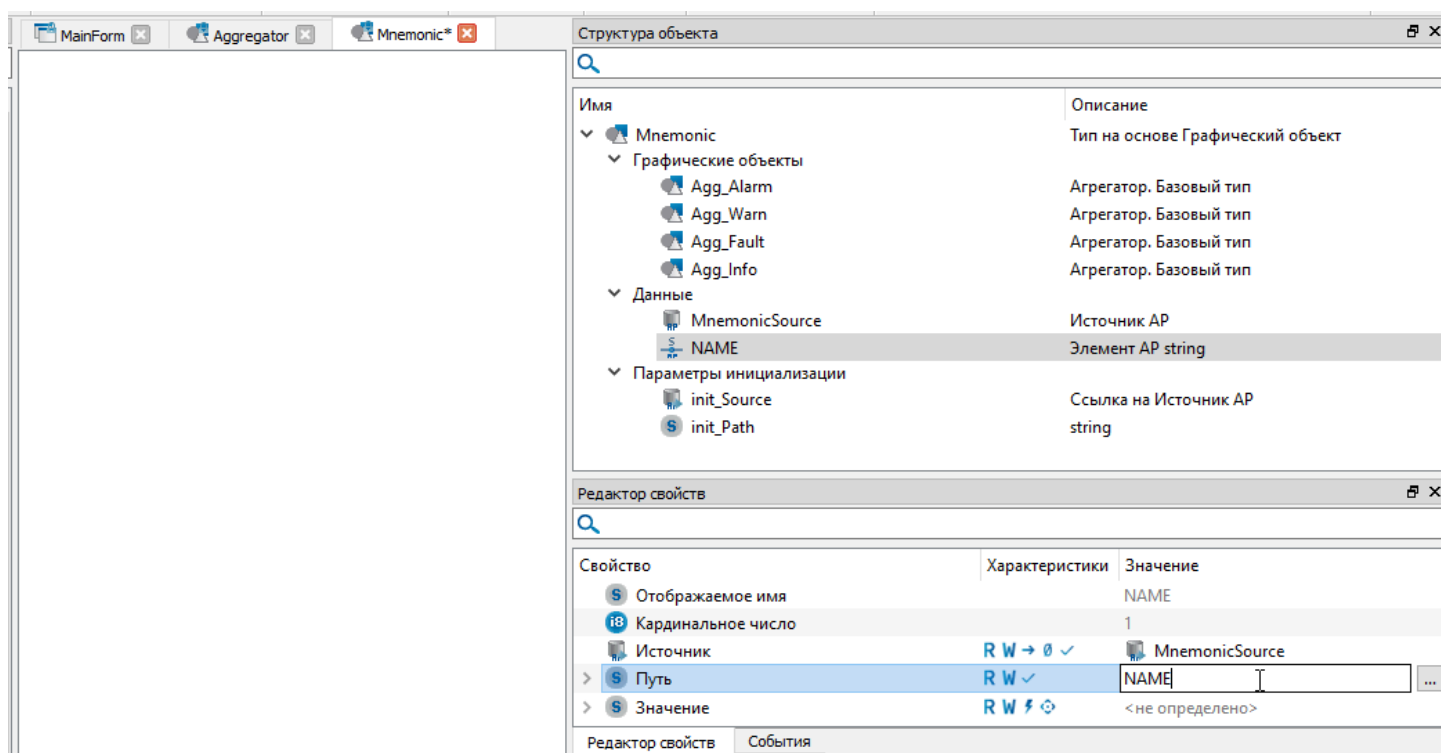 MainForm Aggregator Mnemonic*
Структура объекта
Имя Описание
Mnemonic Тип на основе Графический объект
Графические объекты
Agg_Alarm Агрегатор. Базовый тип
Agg_Warn Агрегатор. Базовый тип
Agg_Fault Агрегатор. Базовый тип
Agg_Info Агрегатор. Базовый тип
Данные
MnemonicSource Источник АР
NAME Элемент АР string
Параметры инициализации
init_Source Ссылка на Источник АР
S init_Path string
Редактор свойств
Свойство Характеристики Значение
S Отображаемое имя NAME
i8 Кардинальное число 1
Источник R W → ø ✓ MnemonicSource
S Путь R W ✓ NAME ...
S Значение R W <не определено>
Редактор свойств События